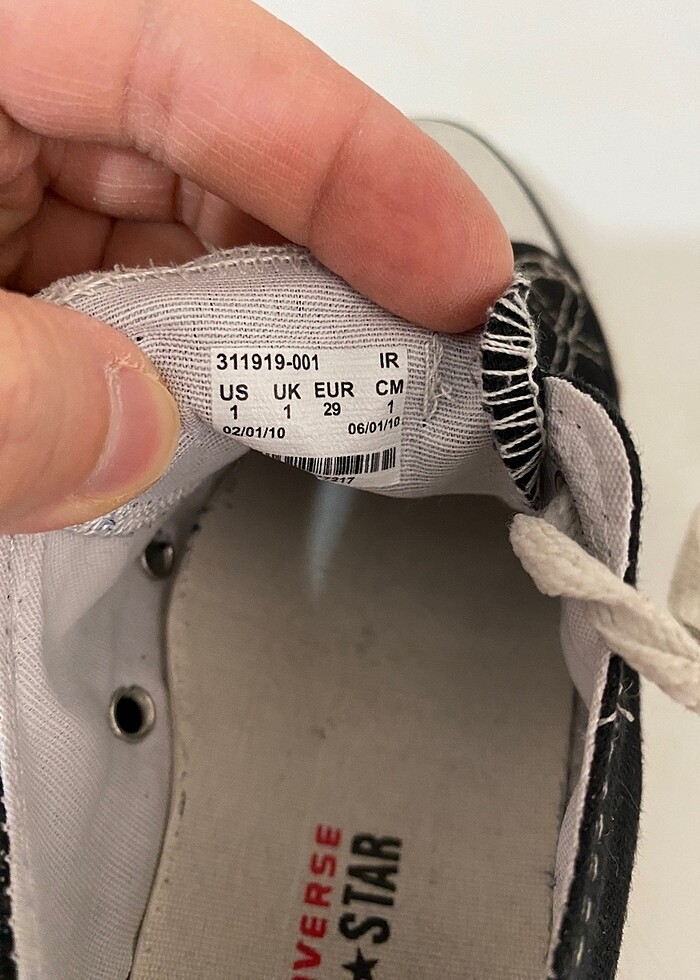 311919-001 IR
US UK EUR CM
1 1 29 1
02/01/10 06/01/10
VERSE
★STAR